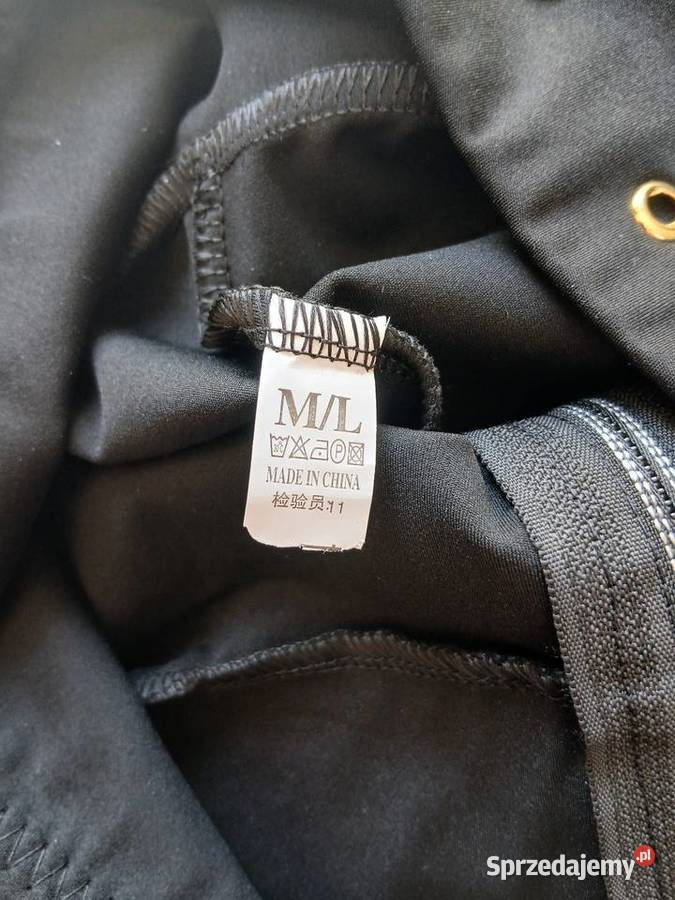 M/L
MADE IN CHINA
检验员:11
Sprzedajemy.pl